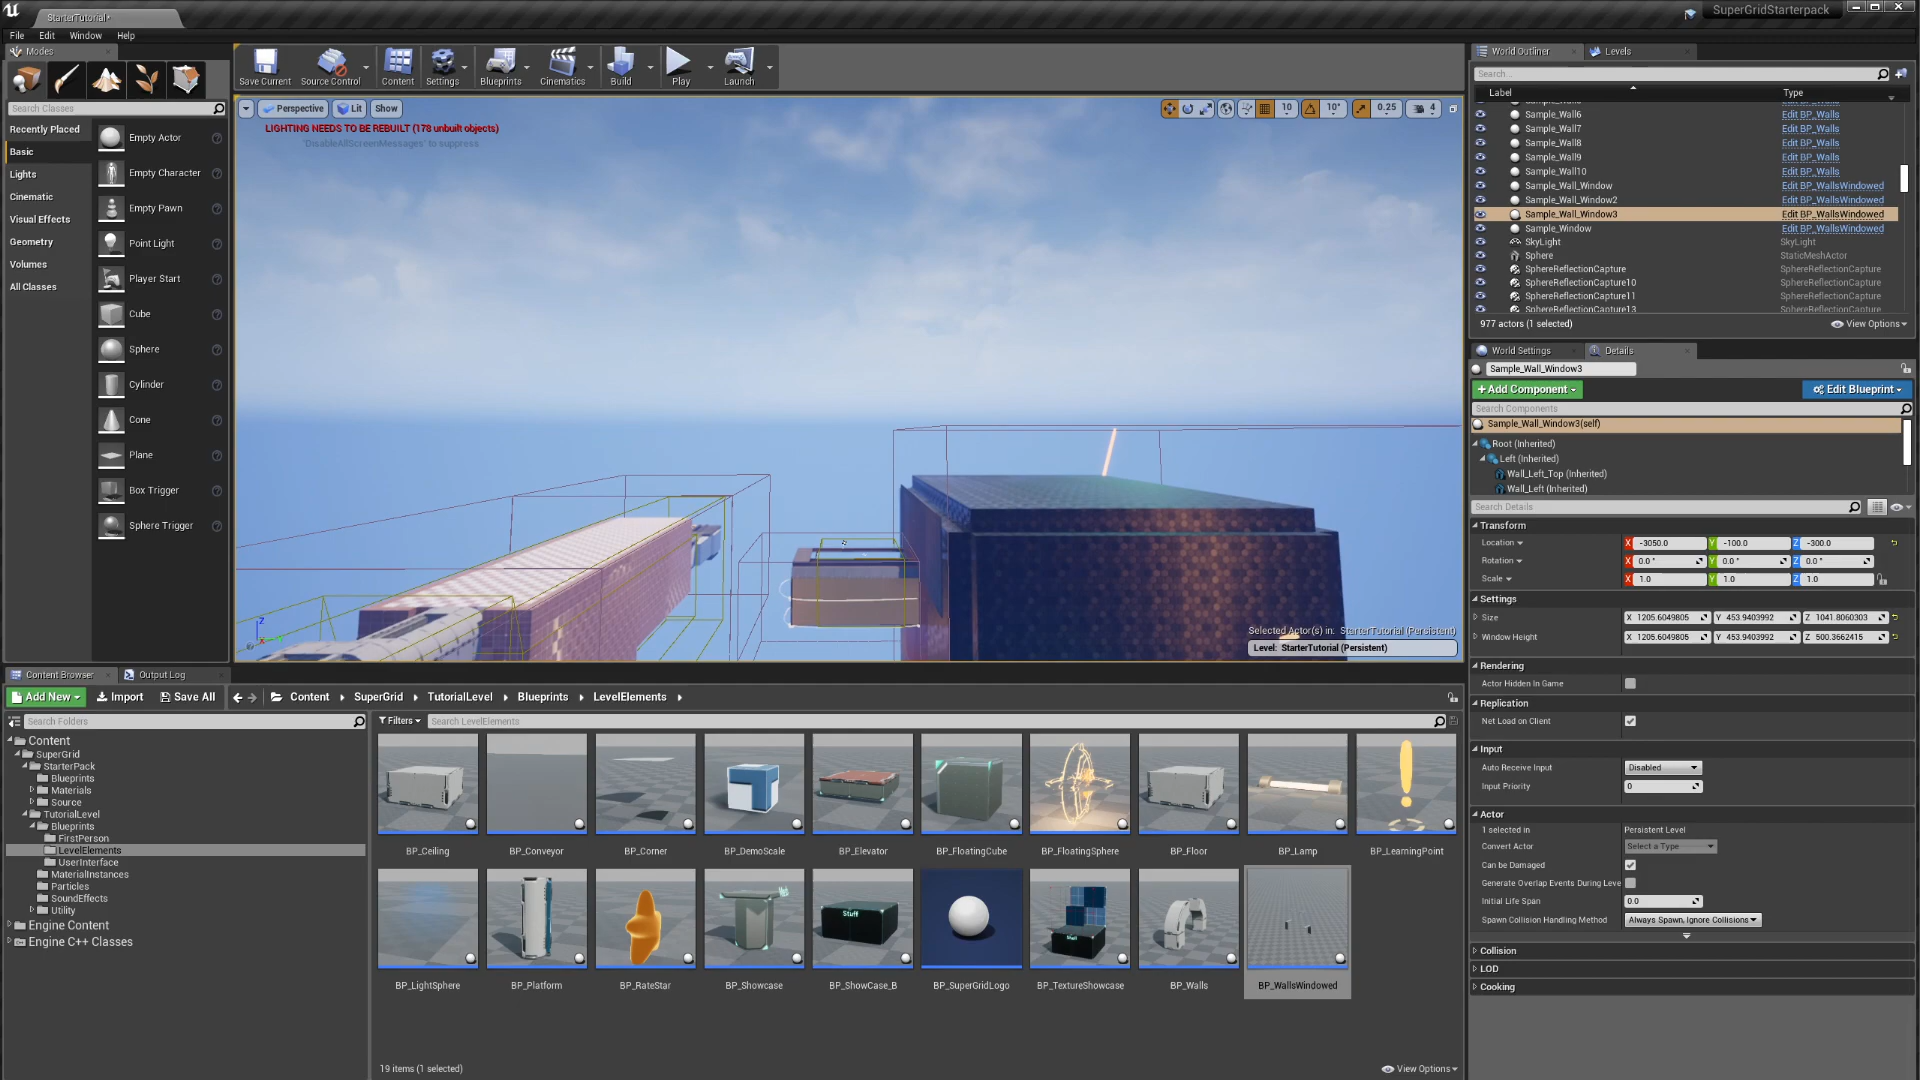 StarterTutorial*
SuperGridStarterpack
File Edit Window Help
Modes
Search Classes
Recently Placed
Basic
Lights
Cinematic
Visual Effects
Geometry
Volumes
All Classes
Empty Actor
Empty Character
Empty Pawn
Point Light
Player Start
Cube
Sphere
Cylinder
Cone
Plane
Box Trigger
Sphere Trigger
Save Current Source Control Content Settings Blueprints Cinematics Build Play Launch
Perspective Lit Show
10 10° 0.25 4
LIGHTING NEEDS TO BE REBUILT (178 unbuilt objects)
'DisableAllScreenMessages' to suppress
Selected Actor(s) in: StarterTutorial (Persistent)
Level: StarterTutorial (Persistent)
World Outliner Levels
Search...
Label Type
Sample_Wall6 Edit BP_Walls
Sample_Wall7 Edit BP_Walls
Sample_Wall8 Edit BP_Walls
Sample_Wall9 Edit BP_Walls
Sample_Wall10 Edit BP_Walls
Sample_Wall_Window Edit BP_WallsWindowed
Sample_Wall_Window2 Edit BP_WallsWindowed
Sample_Wall_Window3 Edit BP_WallsWindowed
Sample_Window Edit BP_WallsWindowed
SkyLight SkyLight
Sphere StaticMeshActor
SphereReflectionCapture SphereReflectionCapture
SphereReflectionCapture10 SphereReflectionCapture
SphereReflectionCapture11 SphereReflectionCapture
SphereReflectionCapture13 SphereReflectionCapture
977 actors (1 selected) View Options
World Settings Details
Sample_Wall_Window3
+Add Component Edit Blueprint
Search Components
Sample_Wall_Window3(self)
Root (Inherited)
Left (Inherited)
Wall_Left_Top (Inherited)
Wall_Left (Inherited)
Search Details
Transform
Location X -3050.0 Y -100.0 Z -300.0
Rotation X 0.0 ° Y 0.0 ° Z 0.0 °
Scale X 1.0 Y 1.0 Z 1.0
Settings
Size X 1205.6049805 Y 453.9403992 Z 1041.8060303
Window Height X 1205.6049805 Y 453.9403992 Z 500.3662415
Rendering
Actor Hidden In Game
Replication
Net Load on Client
Input
Auto Receive Input Disabled
Input Priority 0
Actor
1 selected in Persistent Level
Convert Actor Select a Type
Can be Damaged
Generate Overlap Events During Leve
Initial Life Span 0.0
Spawn Collision Handling Method Always Spawn, Ignore Collisions
Collision
LOD
Cooking
Content Browser Output Log
Add New Import Save All Content SuperGrid TutorialLevel Blueprints LevelElements
Search Folders
Filters Search LevelElements
Content
SuperGrid
StarterPack
Blueprints
Materials
Source
TutorialLevel
Blueprints
FirstPerson
LevelElements
UserInterface
MaterialInstances
Particles
SoundEffects
Utility
Engine Content
Engine C++ Classes
BP_Ceiling BP_Conveyor BP_Corner BP_DemoScale BP_Elevator BP_FloatingCube BP_FloatingSphere BP_Floor BP_Lamp BP_LearningPoint
Stuff
BP_LightSphere BP_Platform BP_RateStar BP_Showcase BP_ShowCase_B BP_SuperGridLogo BP_TextureShowcase BP_Walls BP_WallsWindowed
19 items (1 selected) View Options